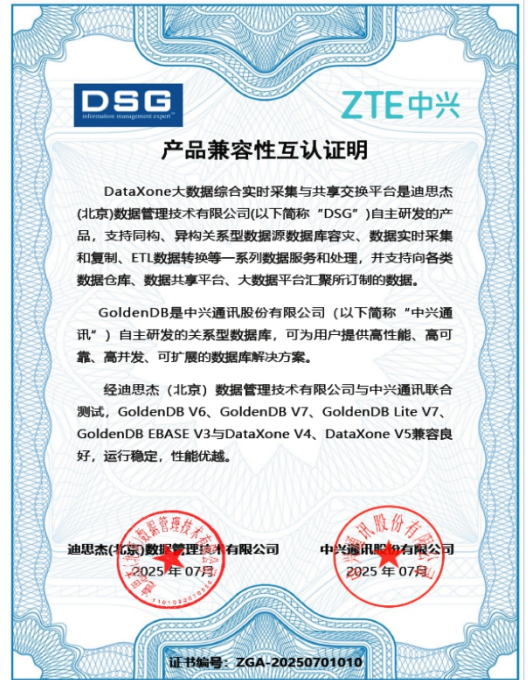 DSG
information management expert™
ZTE中兴
产品兼容性互认证明
DataXone大数据综合实时采集与共享交换平台是迪思杰
(北京)数据管理技术有限公司(以下简称“DSG”)自主研发的产
品，支持同构、异构关系型数据源数据库容灾、数据实时采集
和复制、ETL数据转换等一系列数据服务和处理，并支持向各类
数据仓库、数据共享平台、大数据平台汇聚所订制的数据。
GoldenDB是中兴通讯股份有限公司（以下简称“中兴通
讯”）自主研发的关系型数据库，可为用户提供高性能、高可
靠、高并发、可扩展的数据库解决方案。
经迪思杰（北京）数据管理技术有限公司与中兴通讯联合
测试，GoldenDB V6、GoldenDB V7、GoldenDB Lite V7、
GoldenDB EBASE V3与DataXone V4、DataXone V5兼容良
好，运行稳定，性能优越。
迪思杰(北京)数据管理技术有限公司
2025 年 07月
中兴通讯股份有限公司
2025 年 07月
证书编号：ZGA-20250701010